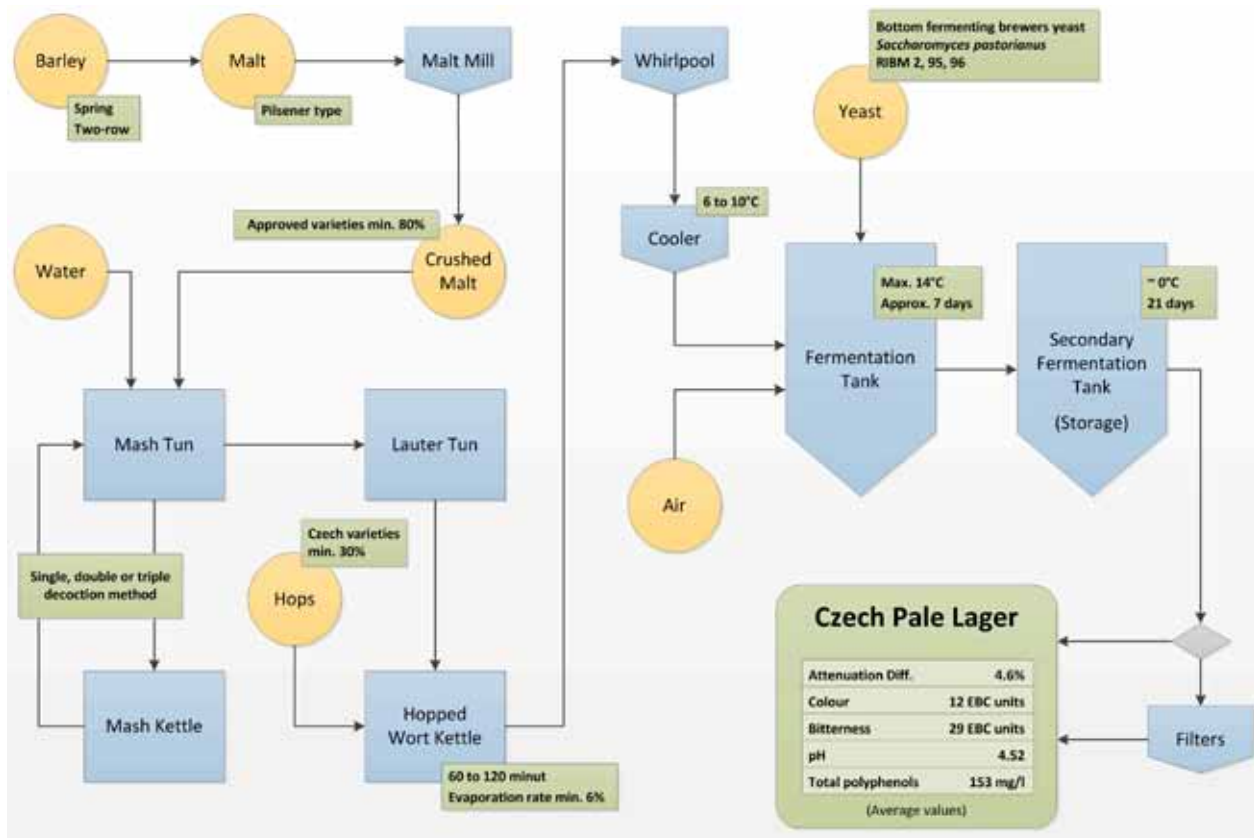 Barley
Spring
Two-row
Malt
Pilsener type
Malt Mill
Whirlpool
Bottom fermenting brewers yeast
Saccharomyces pastorianus
RIBM 2, 95, 96
Yeast
Approved varieties min. 80%
Crushed
Malt
Water
6 to 10°C
Cooler
Max. 14°C
Approx. 7 days
Fermentation
Tank
~ 0°C
21 days
Secondary
Fermentation
Tank
(Storage)
Mash Tun
Lauter Tun
Air
Single, double or triple
decoction method
Czech varieties
min. 30%
Hops
Mash Kettle
Hopped
Wort Kettle
60 to 120 minut
Evaporation rate min. 6%
Czech Pale Lager
Attenuation Diff. 4.6%
Colour 12 EBC units
Bitterness 29 EBC units
pH 4.52
Total polyphenols 153 mg/l
(Average values)
Filters